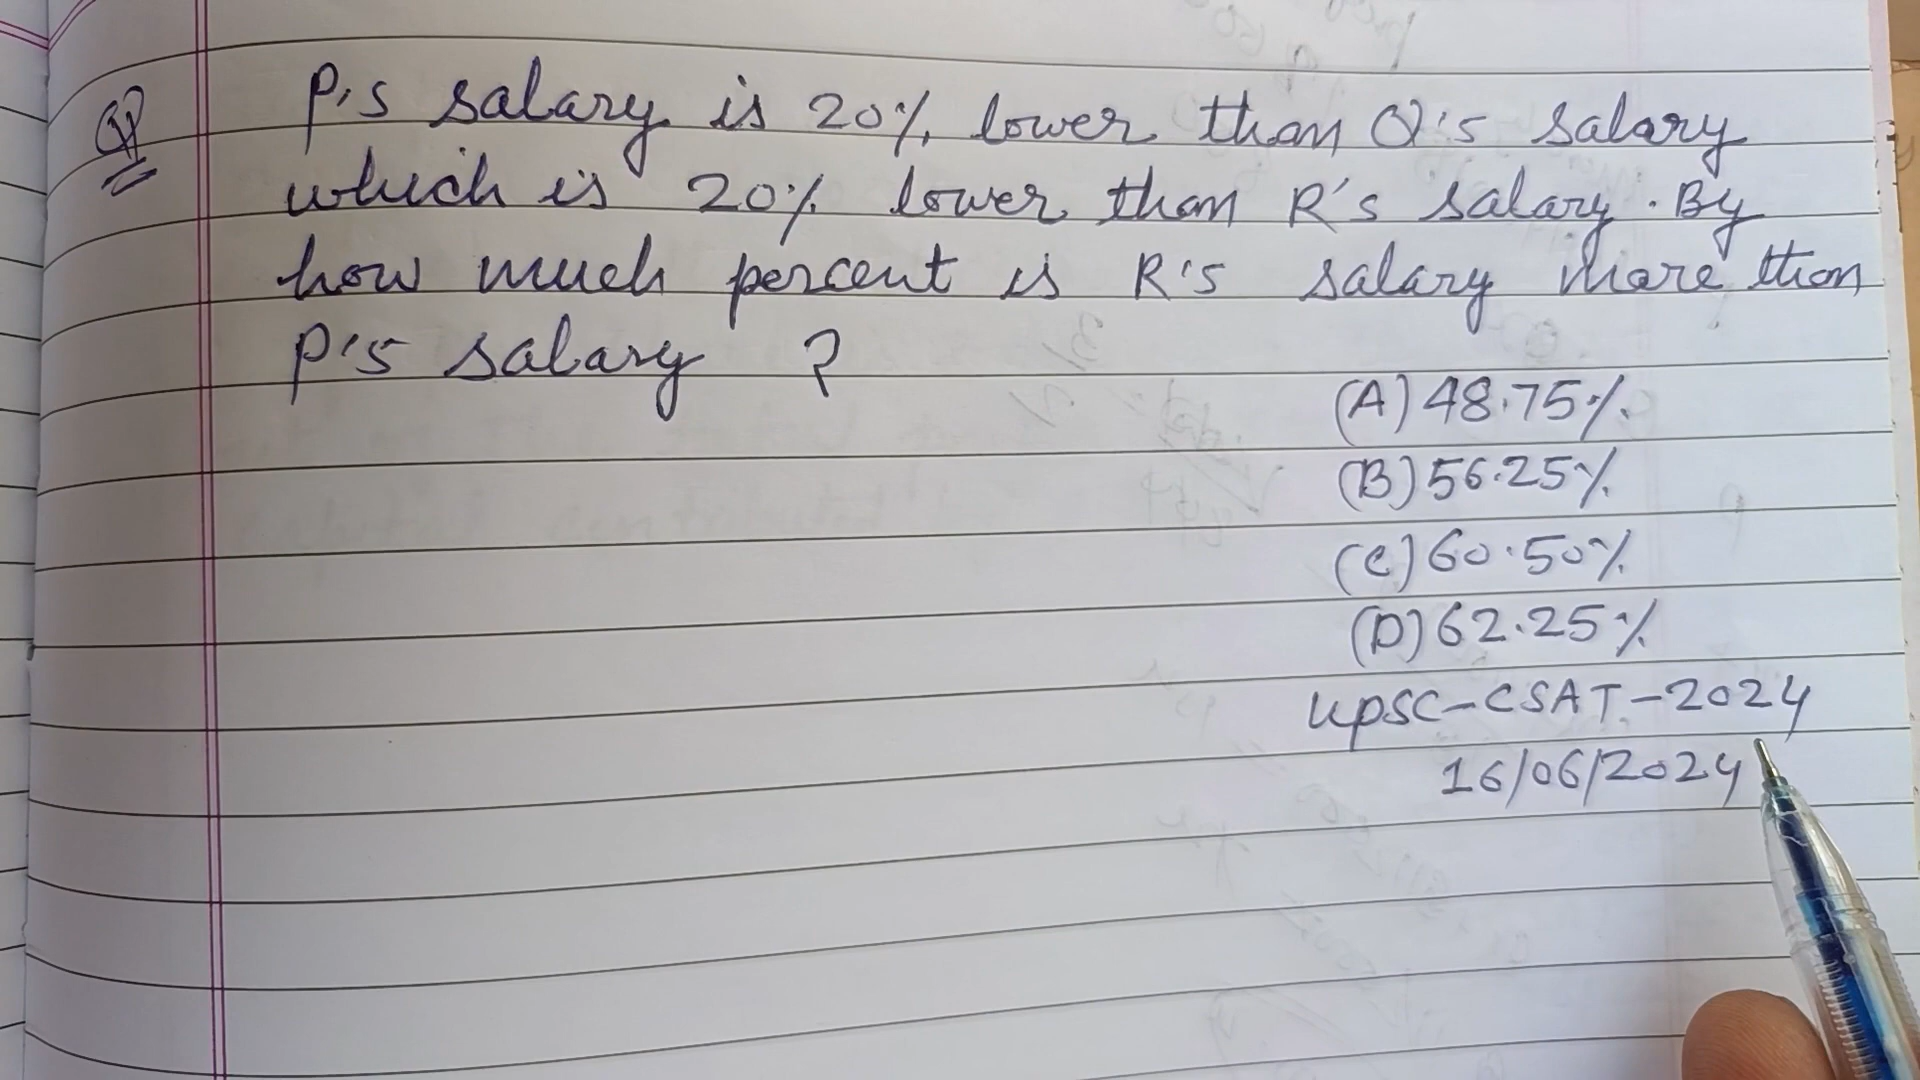 Q P's salary is 20% lower than Q's salary
which is 20% lower than R's salary. By
how much percent is R's salary more than
P's salary ?
(A) 48.75%
(B) 56.25%
(C) 60.50%
(D) 62.25%
UPSC-CSAT-2024
16/06/2024